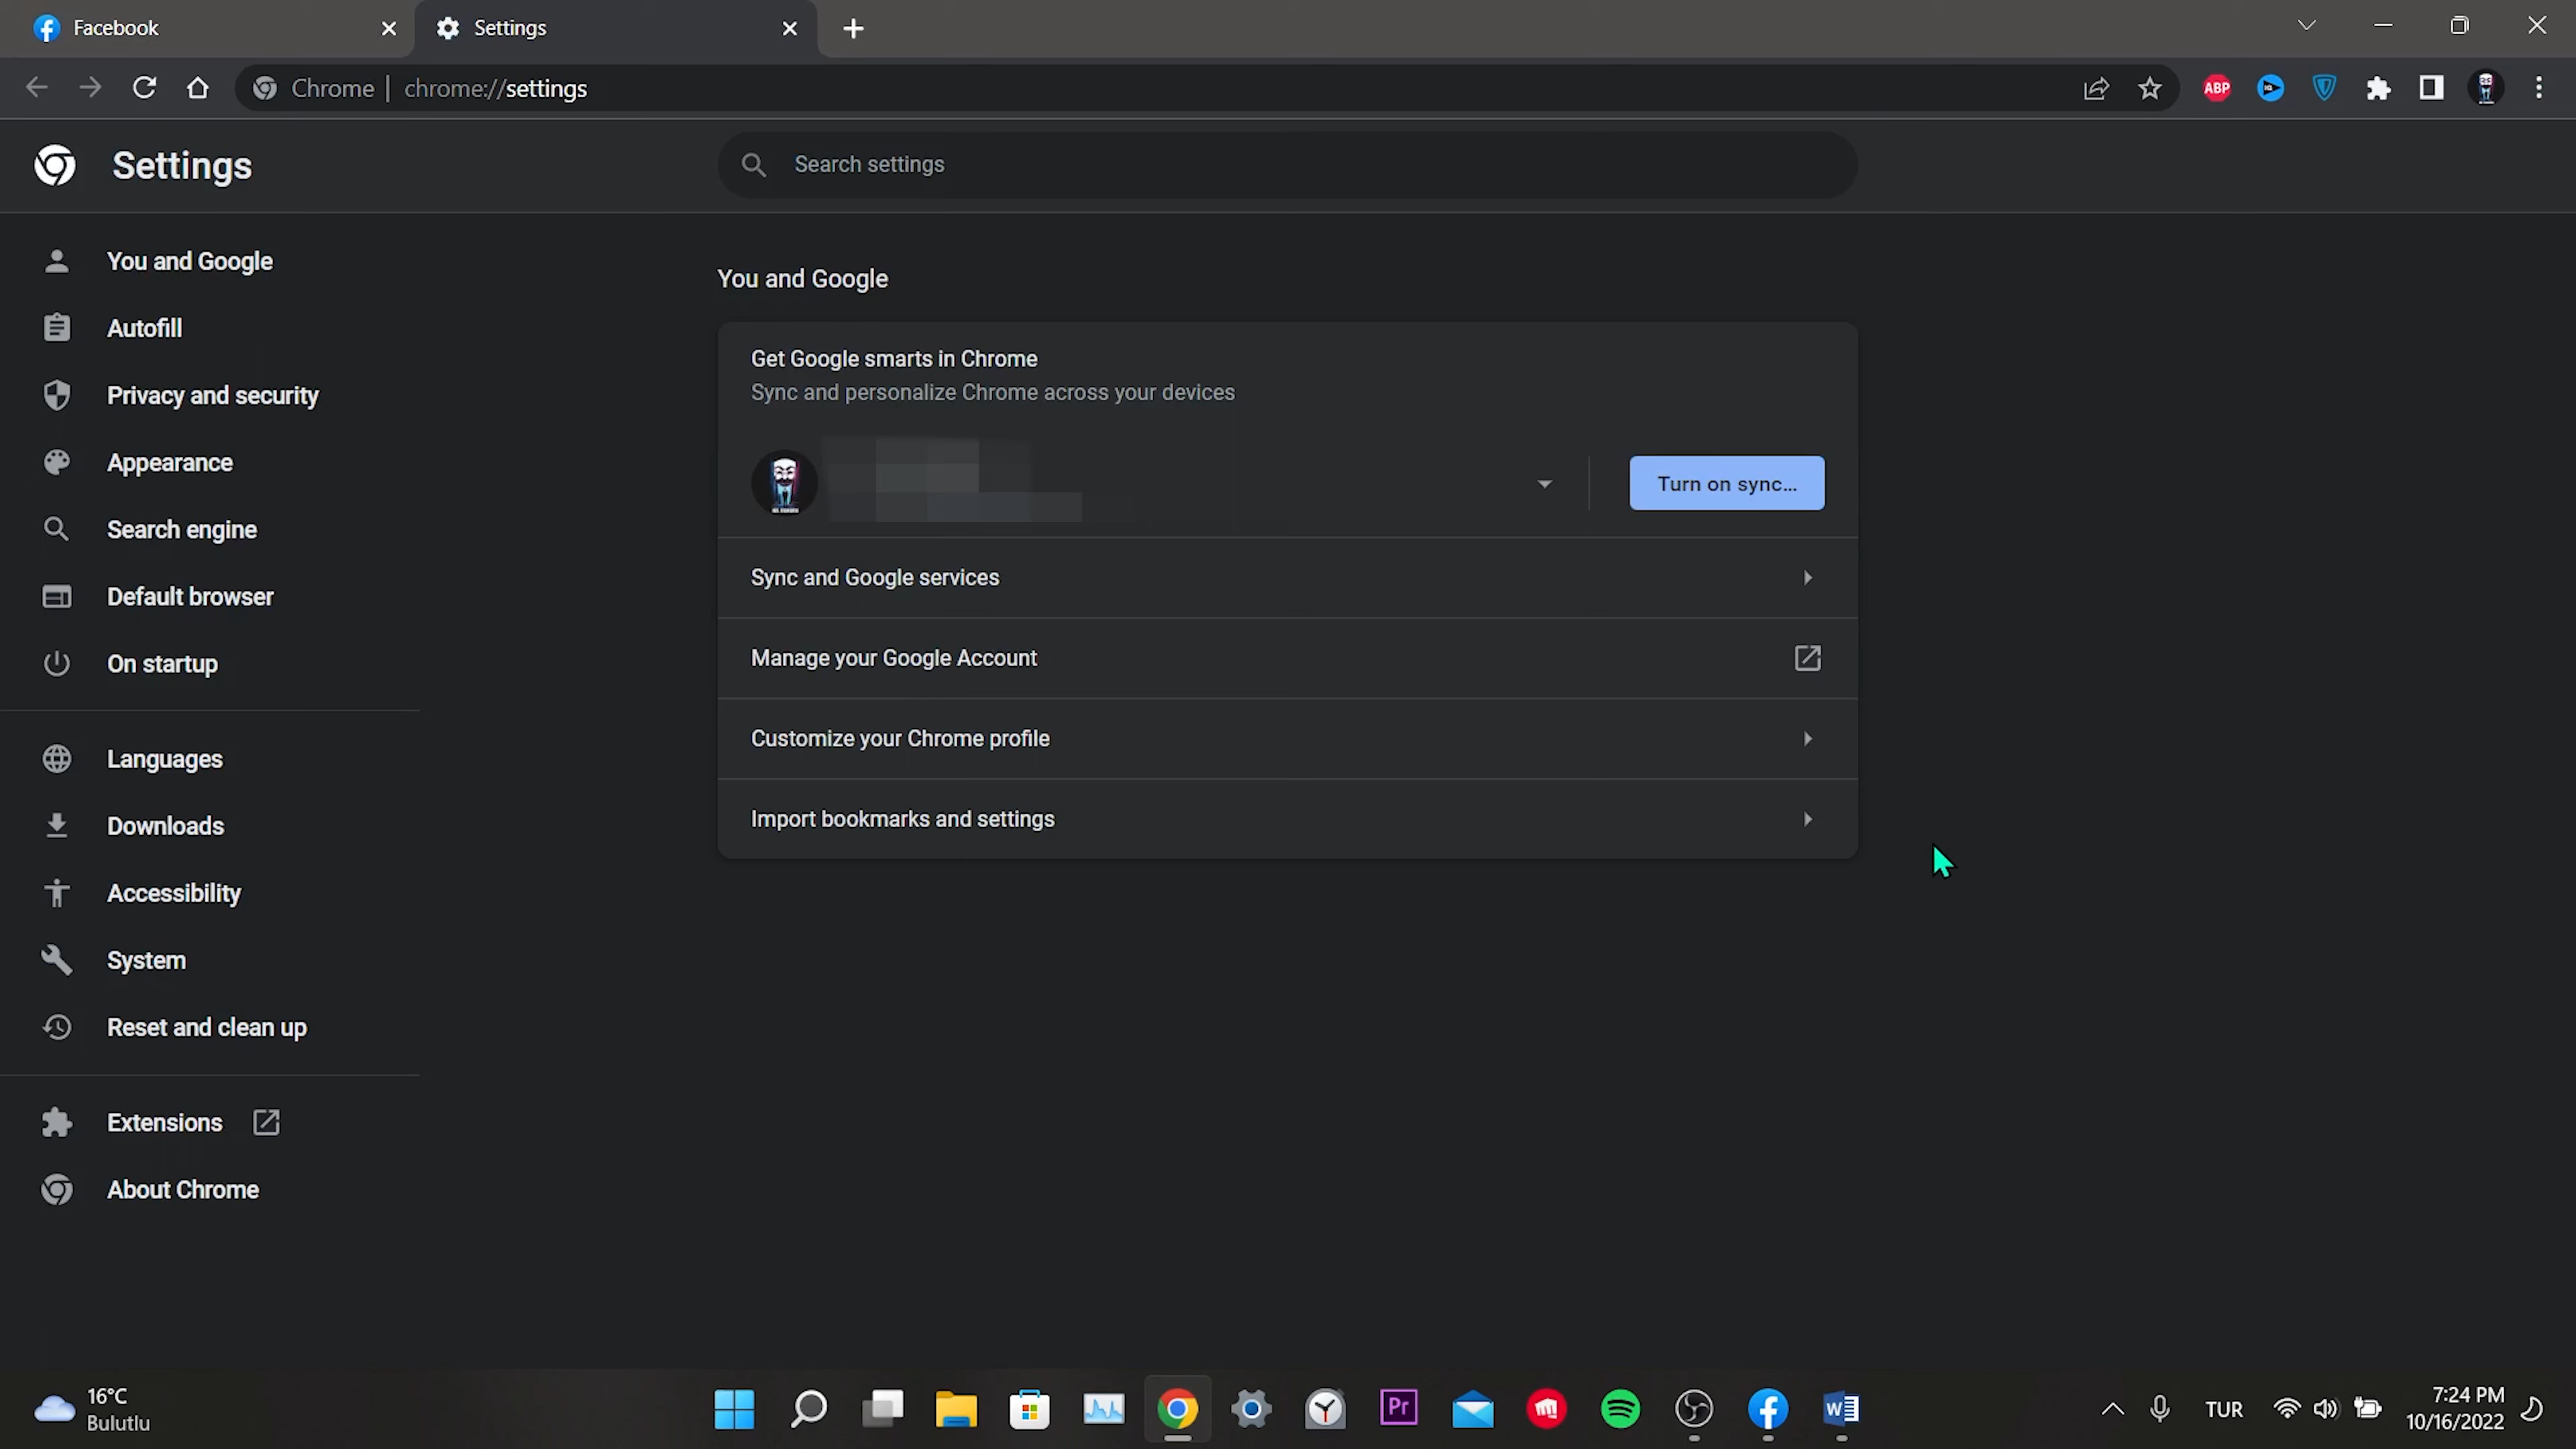 Facebook
Settings
Chrome | chrome://settings
ABP
Settings
Search settings
You and Google
Autofill
Privacy and security
Appearance
Search engine
Default browser
On startup
Languages
Downloads
Accessibility
System
Reset and clean up
Extensions
About Chrome
You and Google
Get Google smarts in Chrome
Sync and personalize Chrome across your devices
Turn on sync...
Sync and Google services
Manage your Google Account
Customize your Chrome profile
Import bookmarks and settings
16°C
Bulutlu
Pr
W
TUR
7:24 PM
10/16/2022